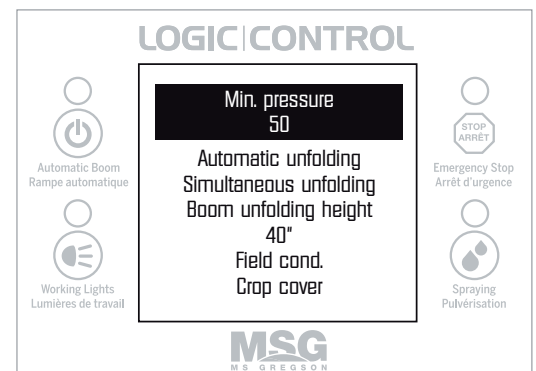 LOGIC|CONTROL
Min. pressure
50
Automatic unfolding
Simultaneous unfolding
Boom unfolding height
40"
Field cond.
Crop cover
Automatic Boom
Rampe automatique
Working Lights
Lumières de travail
STOP
ARRÊT
Emergency Stop
Arrêt d'urgence
Spraying
Pulvérisation
MSG
MS GREGSON